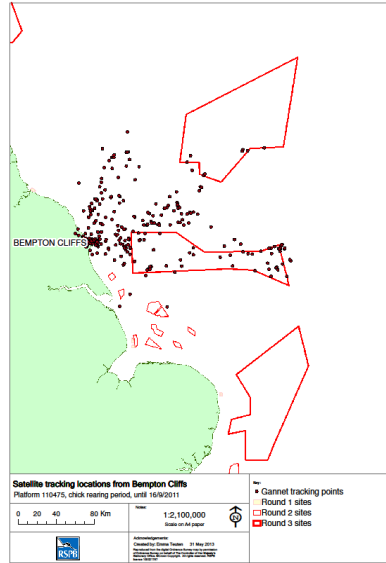 BEMPTON CLIFFS
Satellite tracking locations from Bempton Cliffs
Platform 110475, chick rearing period, until 16/9/2011
0 20 40 80 Km
Notes:
1:2,100,000
Scale on A4 paper
Acknowledgements:
Created by: Emma Teuten 31 May 2013
RSPB
Key:
Gannet tracking points
Round 1 sites
Round 2 sites
Round 3 sites